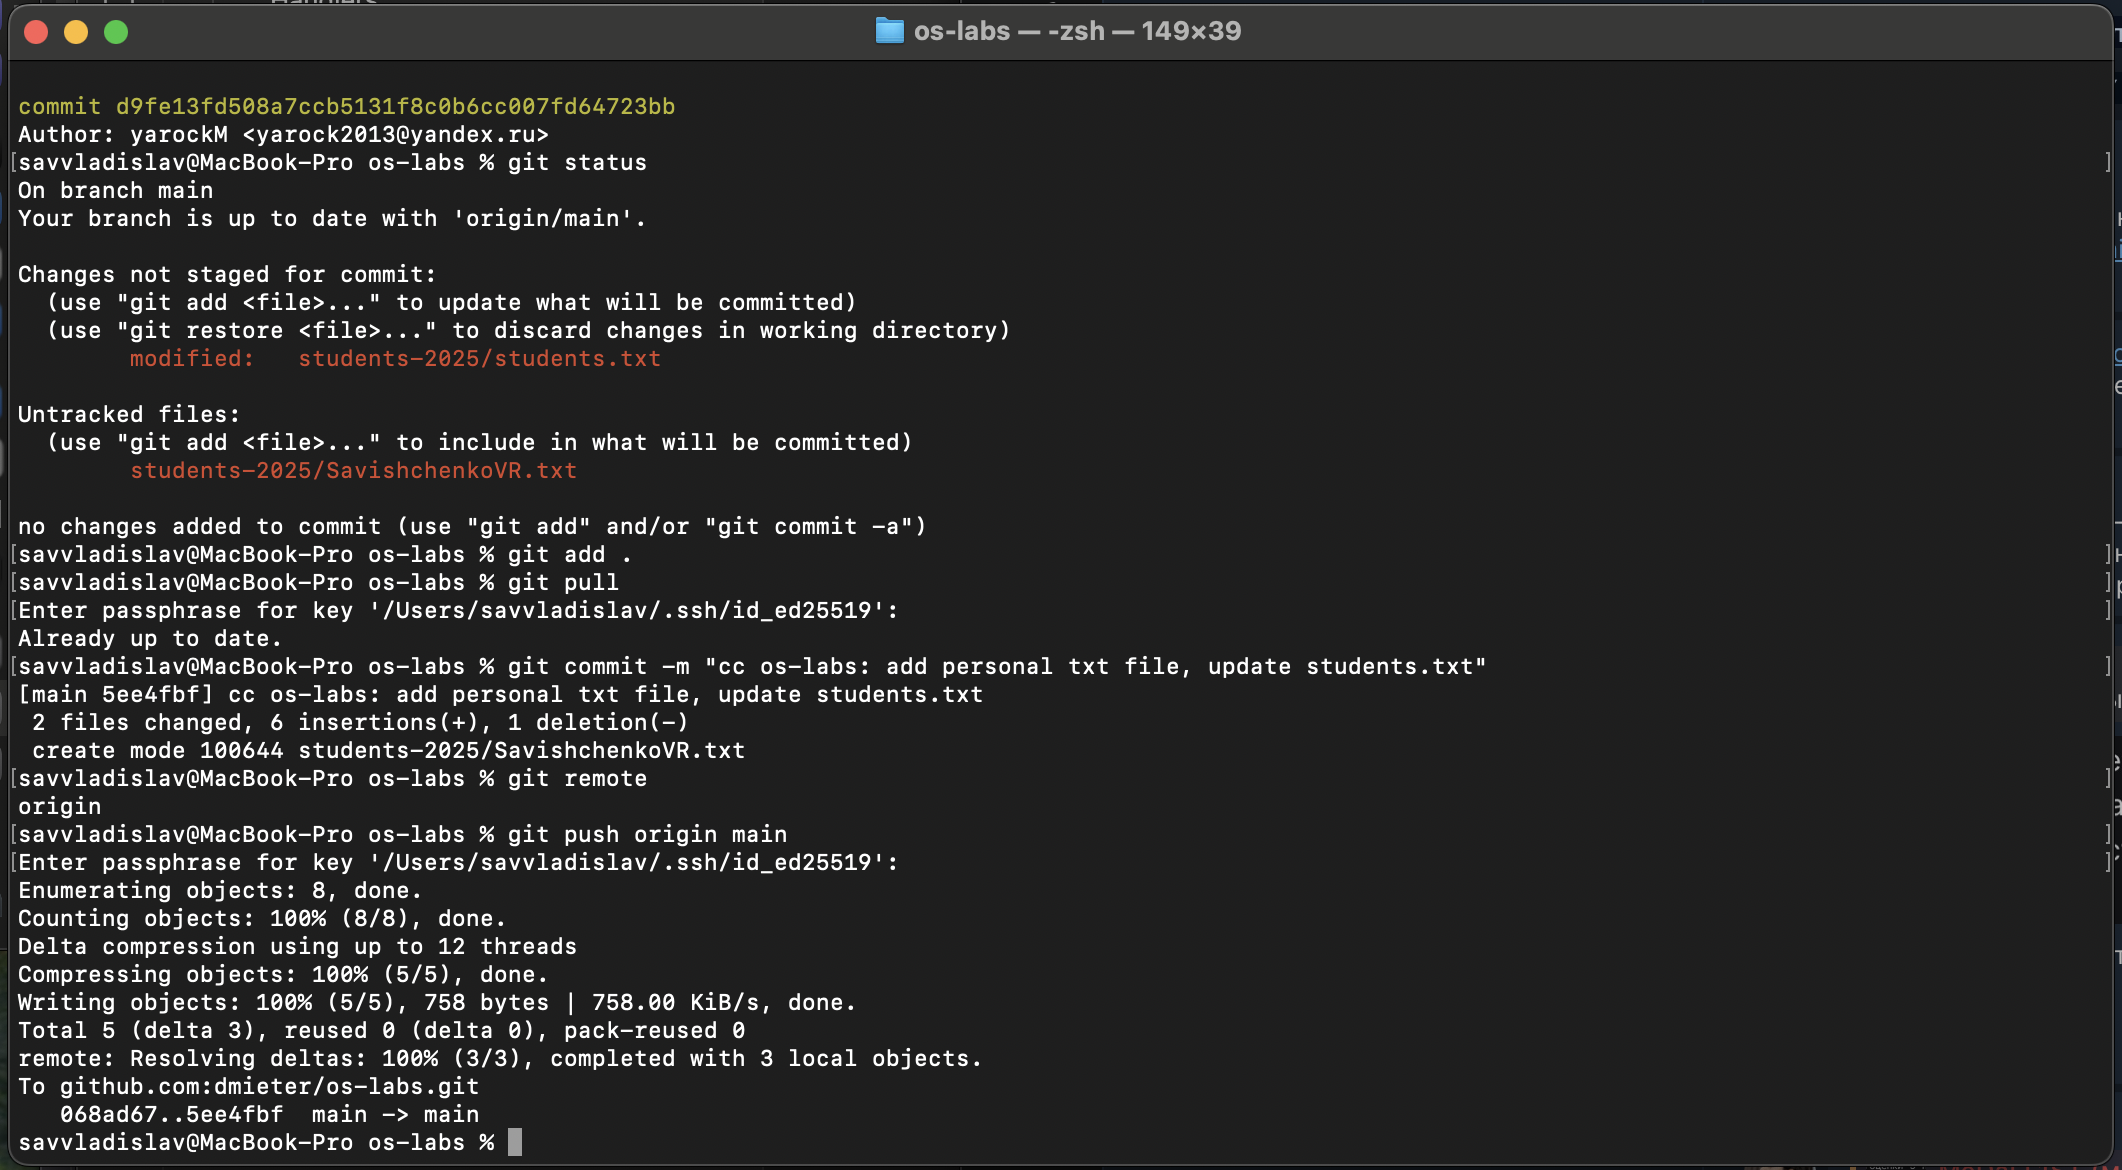 os-labs — -zsh — 149×39
commit d9fe13fd508a7ccb5131f8c0b6cc007fd64723bb
Author: yarockM <yarock2013@yandex.ru>
[savvladislav@MacBook-Pro os-labs % git status ]
On branch main
Your branch is up to date with 'origin/main'.
Changes not staged for commit:
  (use "git add <file>..." to update what will be committed)
  (use "git restore <file>..." to discard changes in working directory)
        modified:   students-2025/students.txt
Untracked files:
  (use "git add <file>..." to include in what will be committed)
        students-2025/SavishchenkoVR.txt
no changes added to commit (use "git add" and/or "git commit -a")
[savvladislav@MacBook-Pro os-labs % git add . ]
[savvladislav@MacBook-Pro os-labs % git pull ]
[Enter passphrase for key '/Users/savvladislav/.ssh/id_ed25519': ]
Already up to date.
[savvladislav@MacBook-Pro os-labs % git commit -m "cc os-labs: add personal txt file, update students.txt" ]
[main 5ee4fbf] cc os-labs: add personal txt file, update students.txt
 2 files changed, 6 insertions(+), 1 deletion(-)
 create mode 100644 students-2025/SavishchenkoVR.txt
[savvladislav@MacBook-Pro os-labs % git remote ]
origin
[savvladislav@MacBook-Pro os-labs % git push origin main ]
[Enter passphrase for key '/Users/savvladislav/.ssh/id_ed25519': ]
Enumerating objects: 8, done.
Counting objects: 100% (8/8), done.
Delta compression using up to 12 threads
Compressing objects: 100% (5/5), done.
Writing objects: 100% (5/5), 758 bytes | 758.00 KiB/s, done.
Total 5 (delta 3), reused 0 (delta 0), pack-reused 0
remote: Resolving deltas: 100% (3/3), completed with 3 local objects.
To github.com:dmieter/os-labs.git
   068ad67..5ee4fbf  main -> main
savvladislav@MacBook-Pro os-labs %